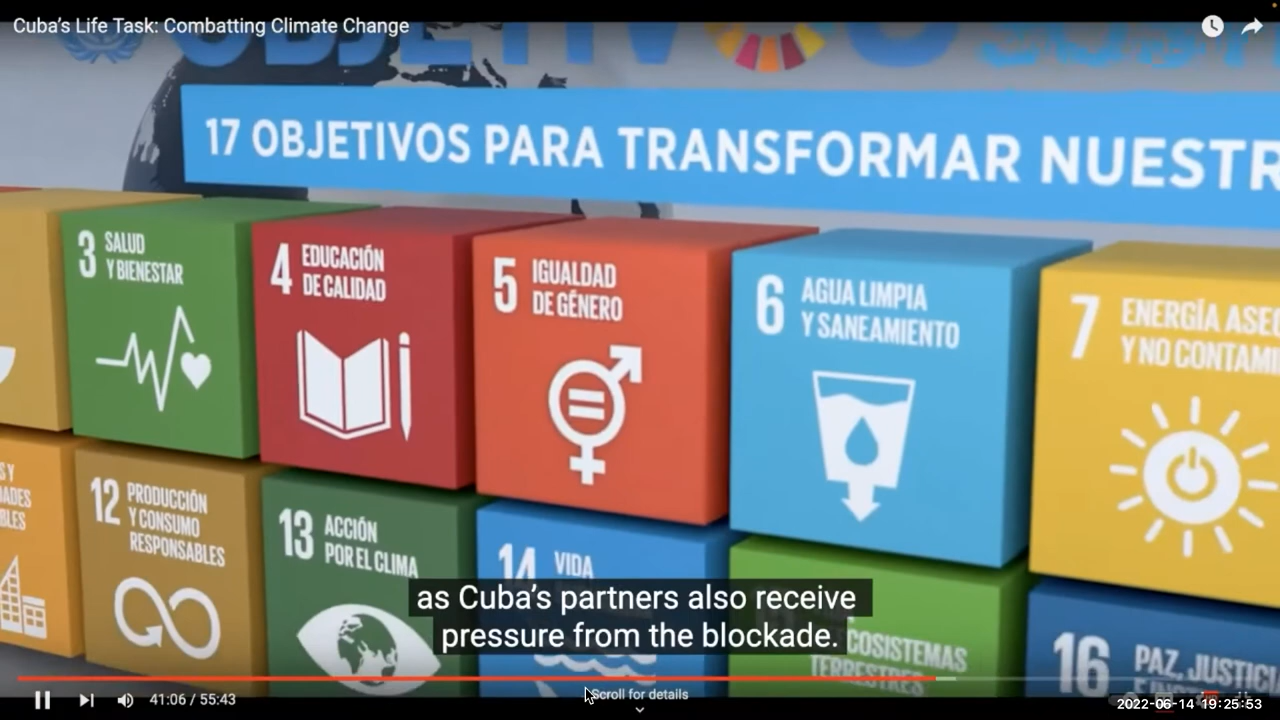 Cuba's Life Task: Combatting Climate Change
17 OBJETIVOS PARA TRANSFORMAR NUESTR
3 SALUD
Y BIENESTAR
4 EDUCACIÓN
DE CALIDAD
5 IGUALDAD
DE GÉNERO
6 AGUA LIMPIA
Y SANEAMIENTO
7 ENERGÍA ASEQ
Y NO CONTAMI
12 PRODUCCIÓN
Y CONSUMO
RESPONSABLES
13 ACCIÓN
POR EL CLIMA
14 VIDA
COSISTEMAS
TERRESTRES
16 PAZ, JUSTICI
as Cuba's partners also receive
pressure from the blockade.
41:06 / 55:43
Scroll for details
2022-06-14 19:25:53